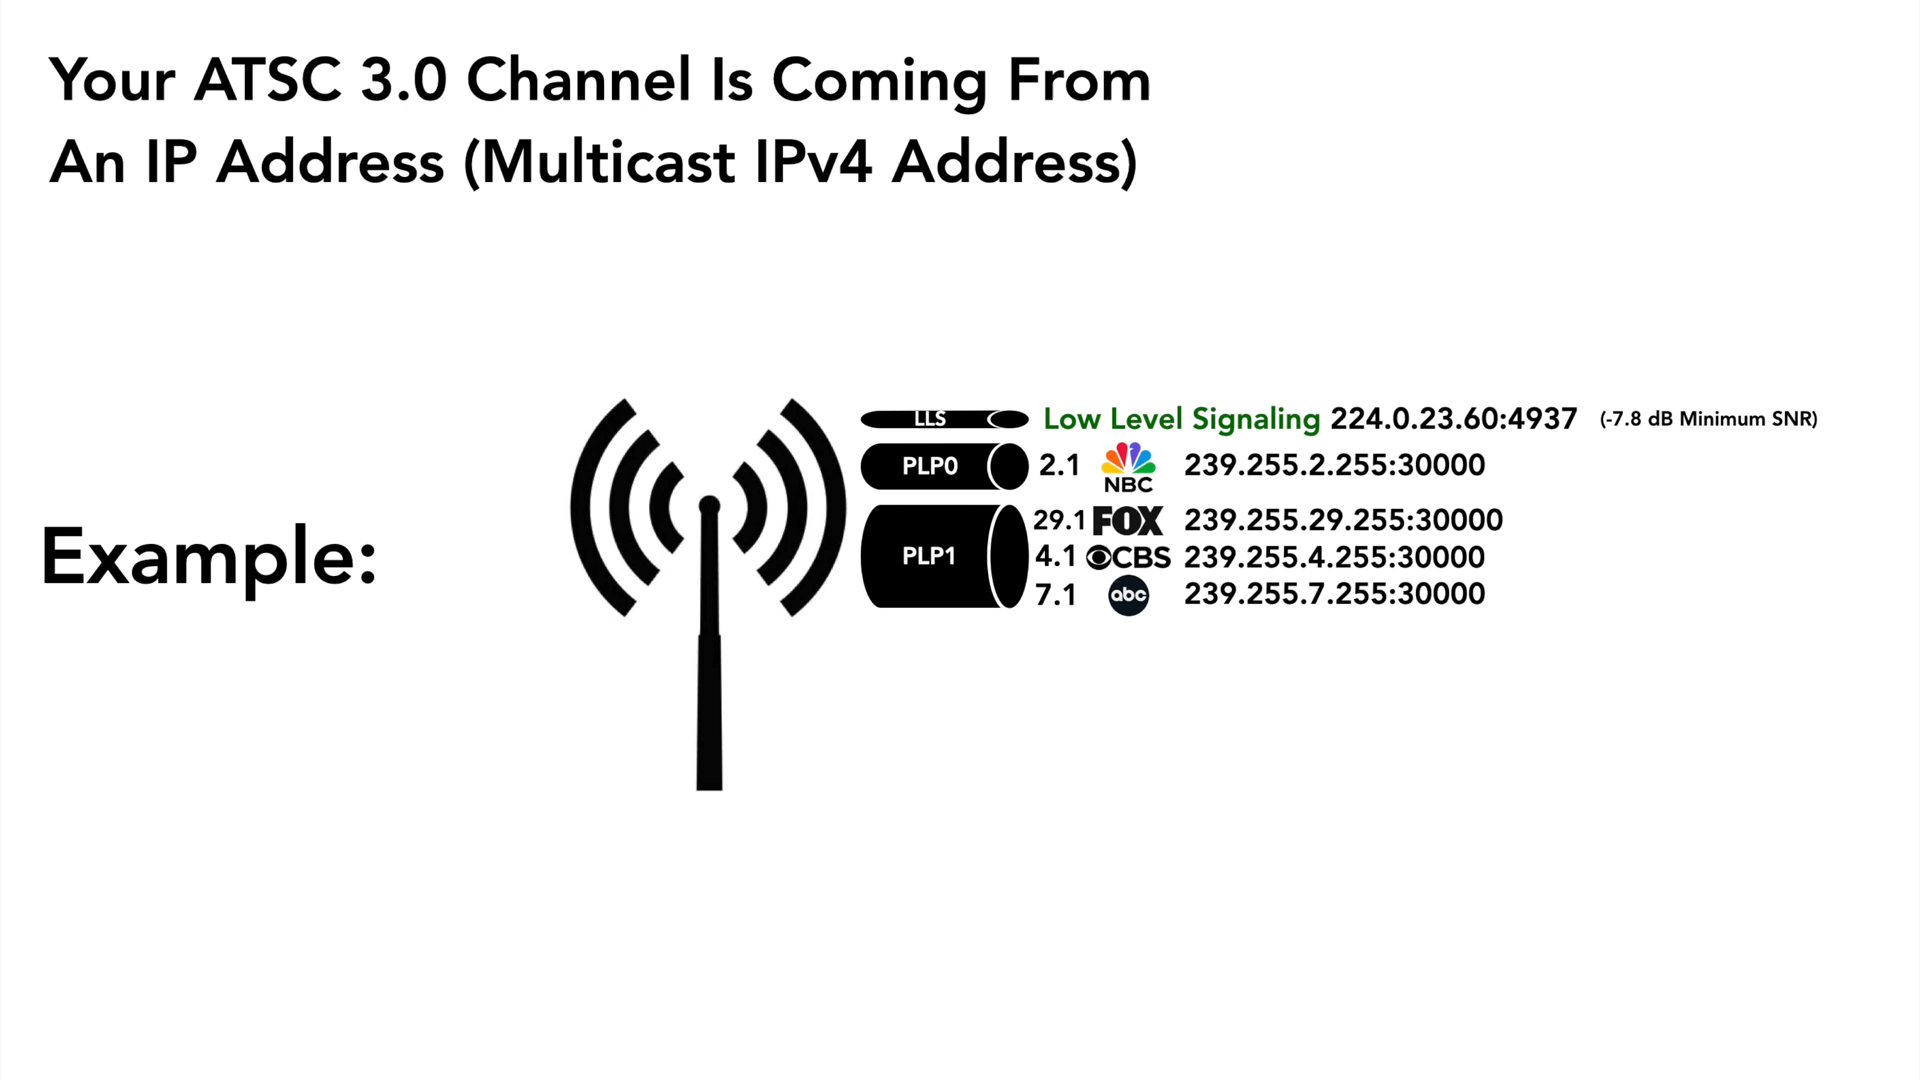 Your ATSC 3.0 Channel Is Coming From
An IP Address (Multicast IPv4 Address)
Example:
LLS Low Level Signaling 224.0.23.60:4937 (-7.8 dB Minimum SNR)
PLP0 2.1 NBC 239.255.2.255:30000
29.1 FOX 239.255.29.255:30000
PLP1 4.1 CBS 239.255.4.255:30000
7.1 abc 239.255.7.255:30000